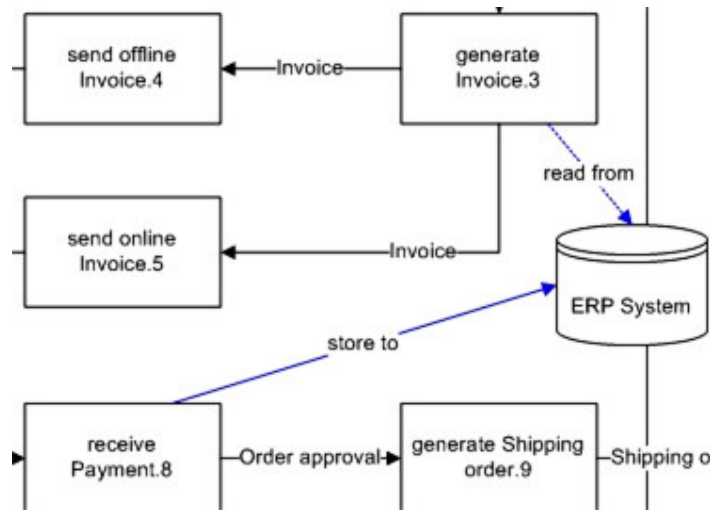 send offline
Invoice.4
Invoice
generate
Invoice.3
read from
send online
Invoice.5
Invoice
ERP System
store to
receive
Payment.8
Order approval
generate Shipping
order.9
Shipping o